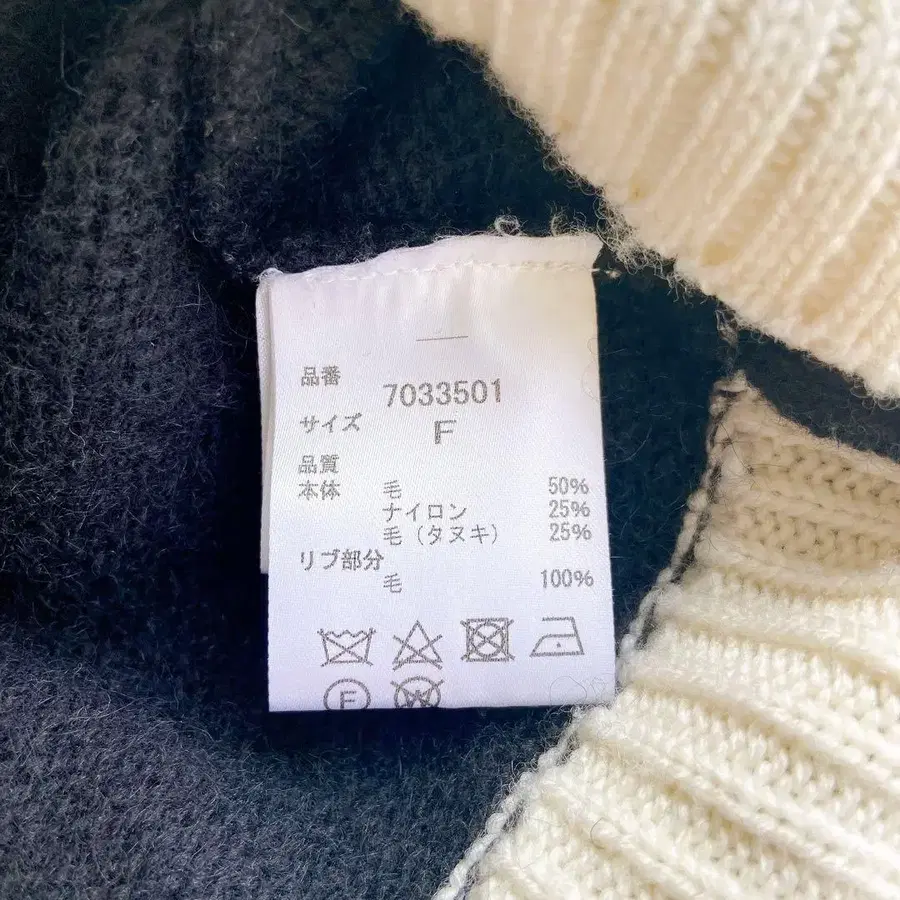 品番 7033501
サイズ F
品質
本体 毛 50%
ナイロン 25%
毛（タヌキ） 25%
リブ部分
毛 100%
F W